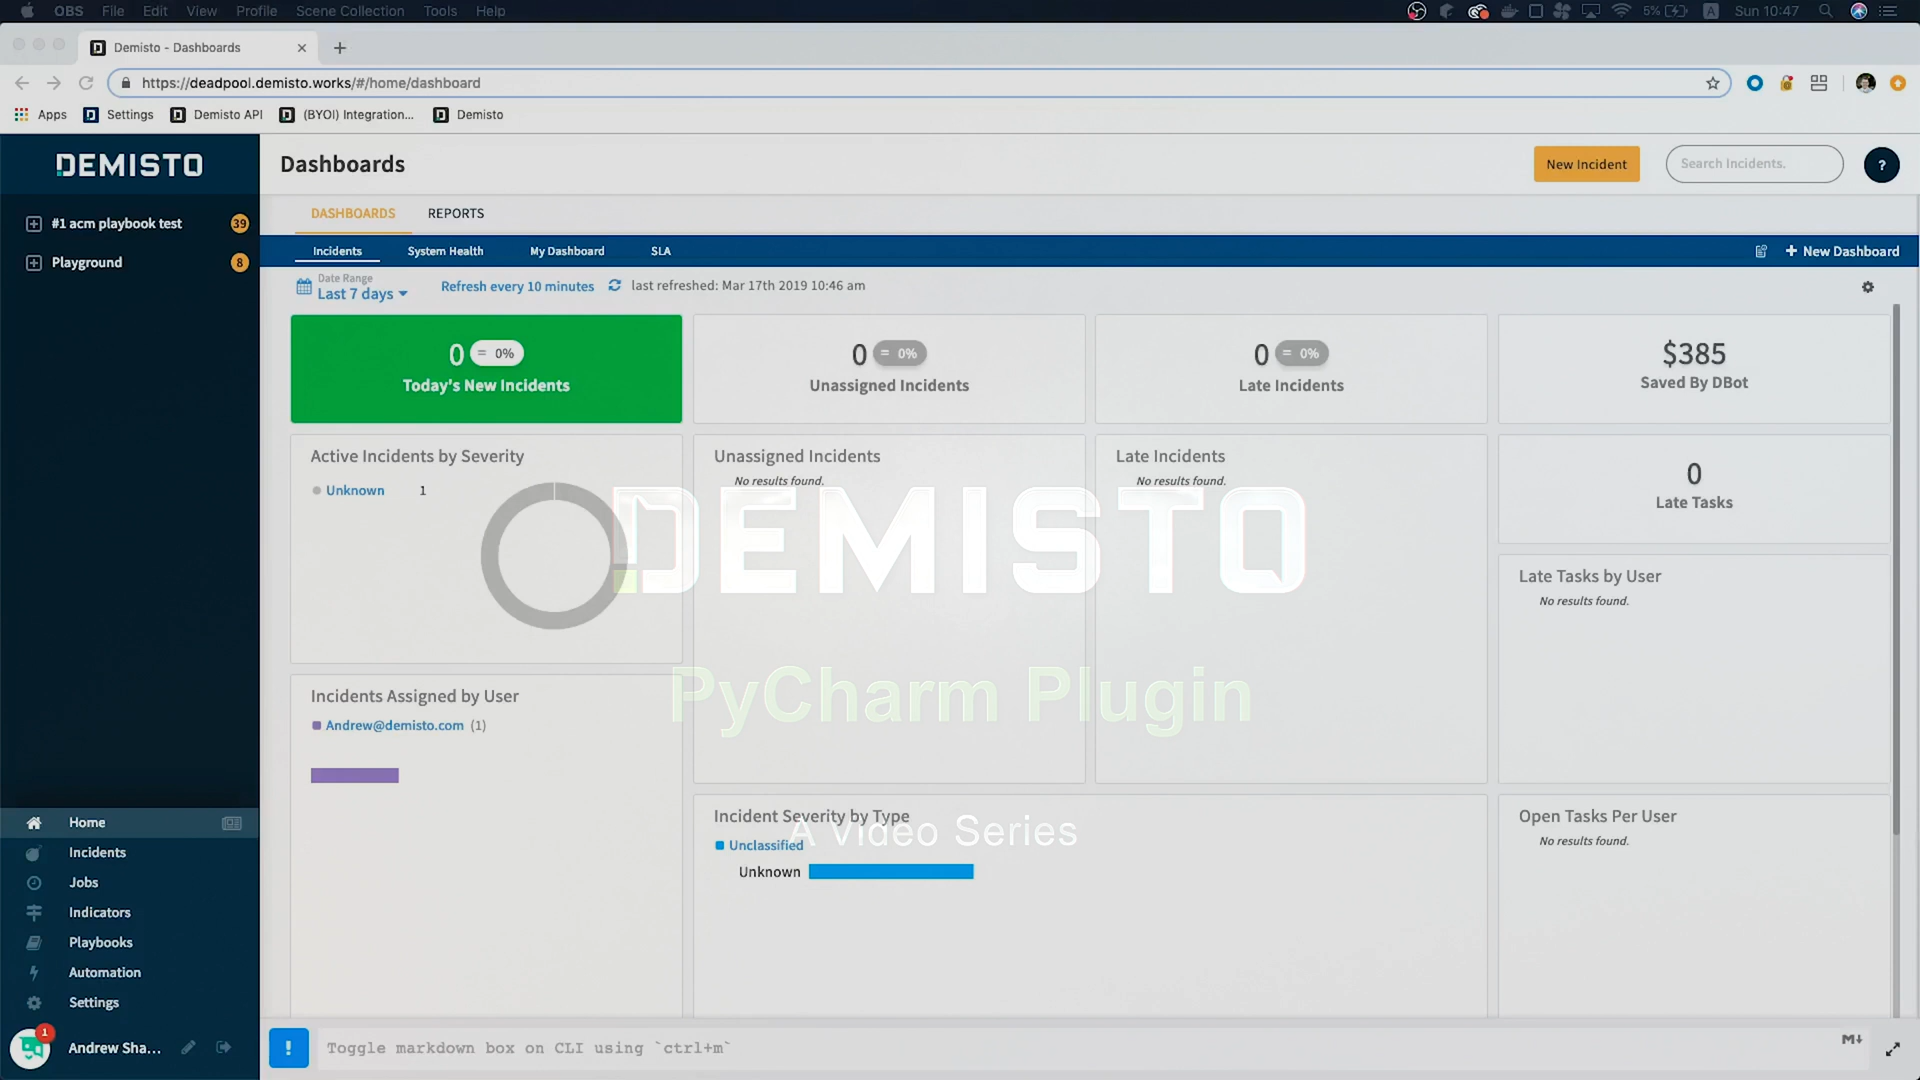 OBS File Edit View Profile Scene Collection Tools Help 5% A Sun 10:47
Demisto - Dashboards
https://deadpool.demisto.works/#/home/dashboard
Apps Settings Demisto API (BYOI) Integration... Demisto
DEMISTO
Dashboards
New Incident
Search Incidents.
?
#1 acm playbook test 39
Playground 8
DASHBOARDS REPORTS
Incidents System Health My Dashboard SLA
+ New Dashboard
Date Range
Last 7 days
Refresh every 10 minutes last refreshed: Mar 17th 2019 10:46 am
0 = 0%
Today's New Incidents
0 = 0%
Unassigned Incidents
0 = 0%
Late Incidents
$385
Saved By DBot
Active Incidents by Severity
Unknown 1
Unassigned Incidents
No results found.
Late Incidents
No results found.
0
Late Tasks
DEMISTO
Late Tasks by User
No results found.
Incidents Assigned by User
Andrew@demisto.com (1)
PyCharm Plugin
Incident Severity by Type
A Video Series
Unclassified
Unknown
Open Tasks Per User
No results found.
Home
Incidents
Jobs
Indicators
Playbooks
Automation
Settings
1
Andrew Sha...
!
Toggle markdown box on CLI using `ctrl+m`
M